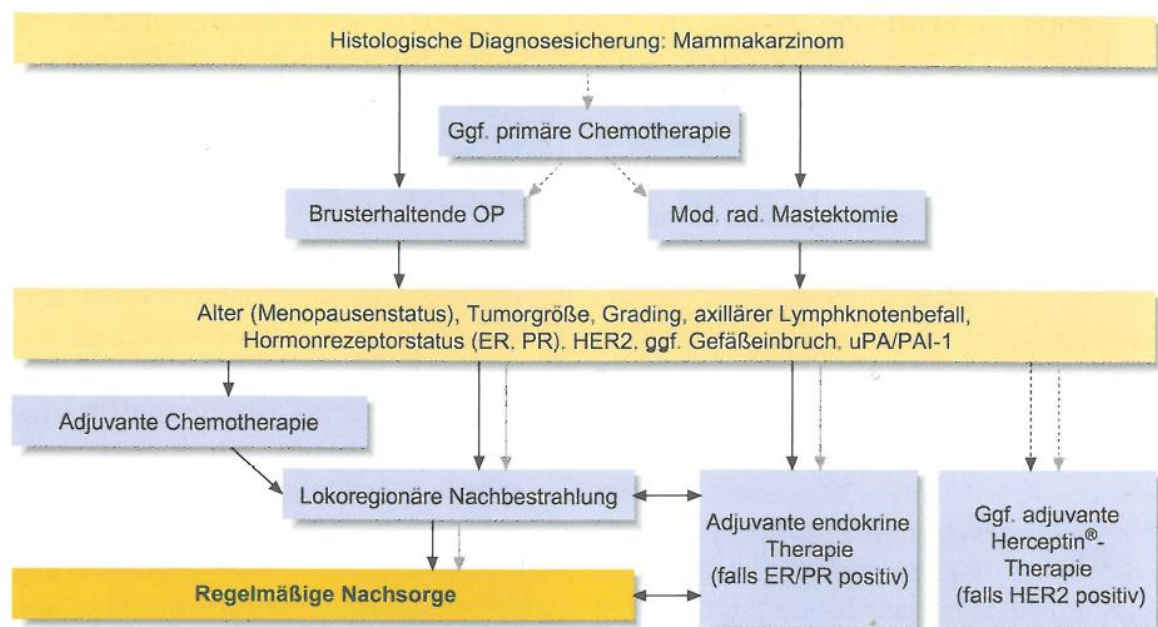 Histologische Diagnosesicherung: Mammakarzinom
Ggf. primäre Chemotherapie
Brusterhaltende OP
Mod. rad. Mastektomie
Alter (Menopausenstatus), Tumorgröße, Grading, axillärer Lymphknotenbefall,
Hormonrezeptorstatus (ER, PR), HER2, ggf. Gefäßeinbruch, uPA/PAI-1
Adjuvante Chemotherapie
Lokoregionäre Nachbestrahlung
Adjuvante endokrine
Therapie
(falls ER/PR positiv)
Ggf. adjuvante
Herceptin®-
Therapie
(falls HER2 positiv)
Regelmäßige Nachsorge